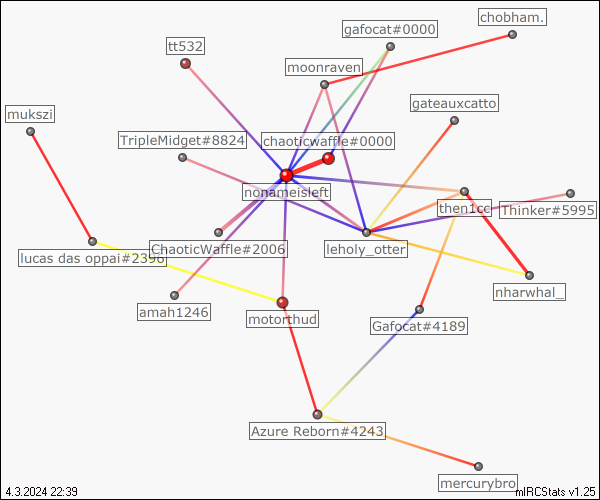 chobham.
gafocat#0000
tt532
moonraven
gateauxcatto
mukszi
TripleMidget#8824
chaoticwaffle#0000
nonameisleft
then1cc
Thinker#5995
ChaoticWaffle#2006
leholy_otter
lucas das oppai#2396
nharwhal_
amah1246
motorthud
Gafocat#4189
Azure Reborn#4243
mercurybro
4.3.2024 22:39
mIRCStats v1.25